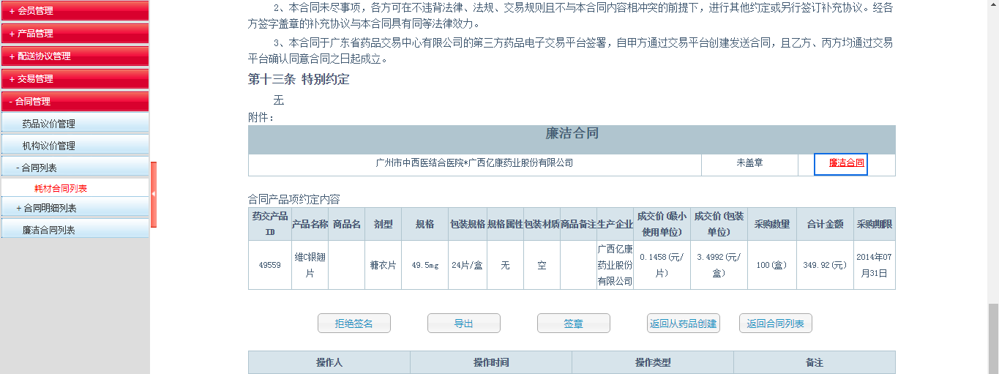 + 会员管理
+ 产品管理
+ 配送协议管理
+ 交易管理
- 合同管理
药品议价管理
机构议价管理
- 合同列表
耗材合同列表
+ 合同明细列表
廉洁合同列表
2、本合同未尽事项，各方可在不违背法律、法规、交易规则且不与本合同内容相冲突的前提下，进行其他约定或另行签订补充协议。经各
方签字盖章的补充协议与本合同具有同等法律效力。
3、本合同于广东省药品交易中心有限公司的第三方药品电子交易平台签署，自甲方通过交易平台创建发送合同，且乙方、丙方均通过交易
平台确认同意合同之日起成立。
第十三条 特别约定
无
附件：
廉洁合同
广州市中西医结合医院*广西亿康药业股份有限公司 未盖章 廉洁合同
合同产品项约定内容
药交产品ID 产品名称 商品名 剂型 规格 包装规格 规格属性 包装材质 商品备注 生产企业 成交价(最小使用单位) 成交价(包装单位) 采购数量 合计金额 采购期限
49559 维C银翘片 糖衣片 49.5mg 24片/盒 无 空 广西亿康药业股份有限公司 0.1458(元/片) 3.4992(元/盒) 100(盒) 349.92(元) 2014年07月31日
拒绝签名 导出 签章 返回从药品创建 返回合同列表
操作人 操作时间 操作类型 备注